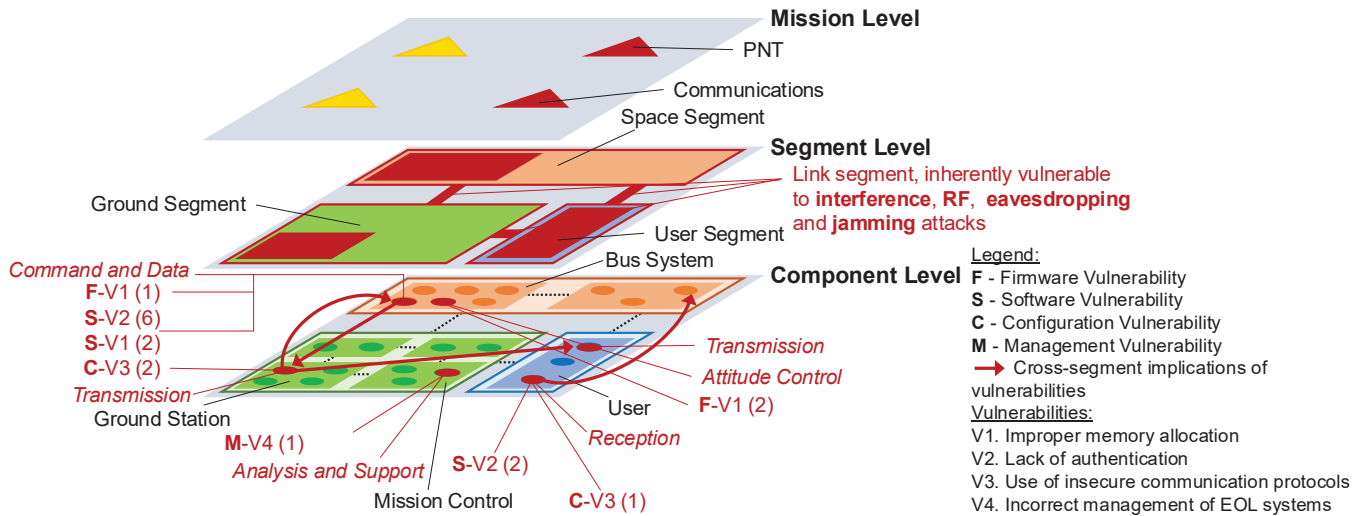 Mission Level
PNT
Communications
Space Segment
Segment Level
Link segment, inherently vulnerable
to interference, RF, eavesdropping
and jamming attacks
Ground Segment
User Segment
Command and Data
F-V1 (1)
S-V2 (6)
S-V1 (2)
C-V3 (2)
Transmission
Ground Station
Bus System
Component Level
Transmission
Attitude Control
F-V1 (2)
User
Reception
M-V4 (1)
Analysis and Support
Mission Control
S-V2 (2)
C-V3 (1)
Legend:
F - Firmware Vulnerability
S - Software Vulnerability
C - Configuration Vulnerability
M - Management Vulnerability
Cross-segment implications of
vulnerabilities
Vulnerabilities:
V1. Improper memory allocation
V2. Lack of authentication
V3. Use of insecure communication protocols
V4. Incorrect management of EOL systems